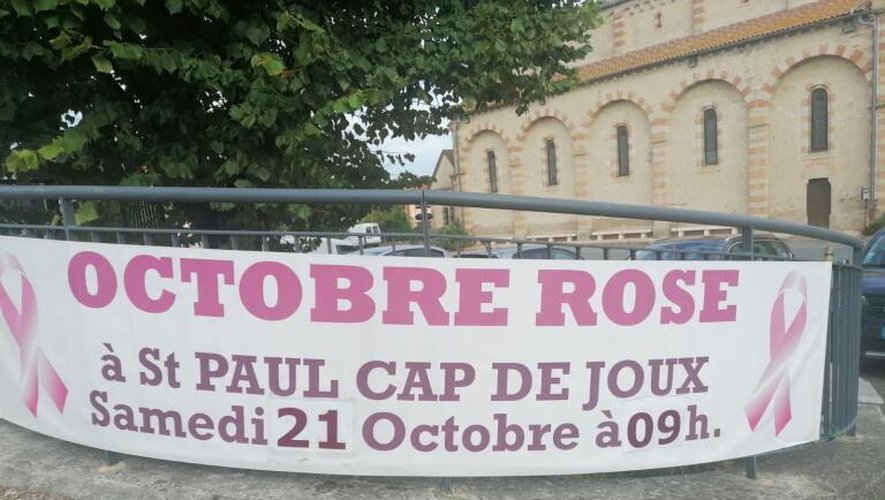 OCTOBRE ROSE
à St PAUL CAP DE JOUX
Samedi 21 Octobre à 09h.